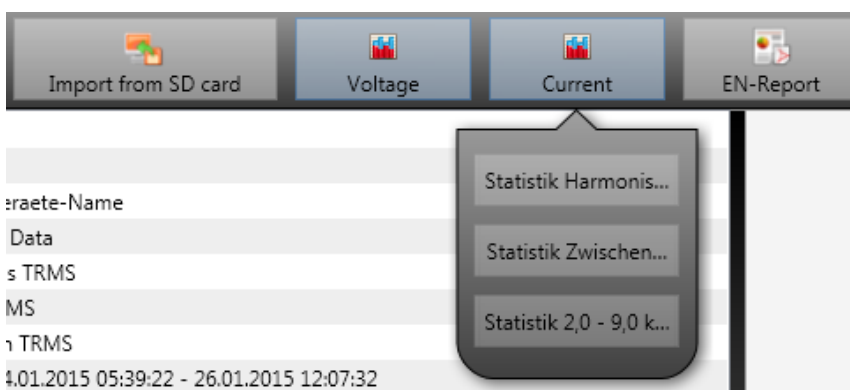 Import from SD card
Voltage
Current
EN-Report
Statistik Harmonis...
eraete-Name
Statistik Zwischen...
Data
s TRMS
MS
Statistik 2,0 - 9,0 k...
TRMS
4.01.2015 05:39:22 - 26.01.2015 12:07:32